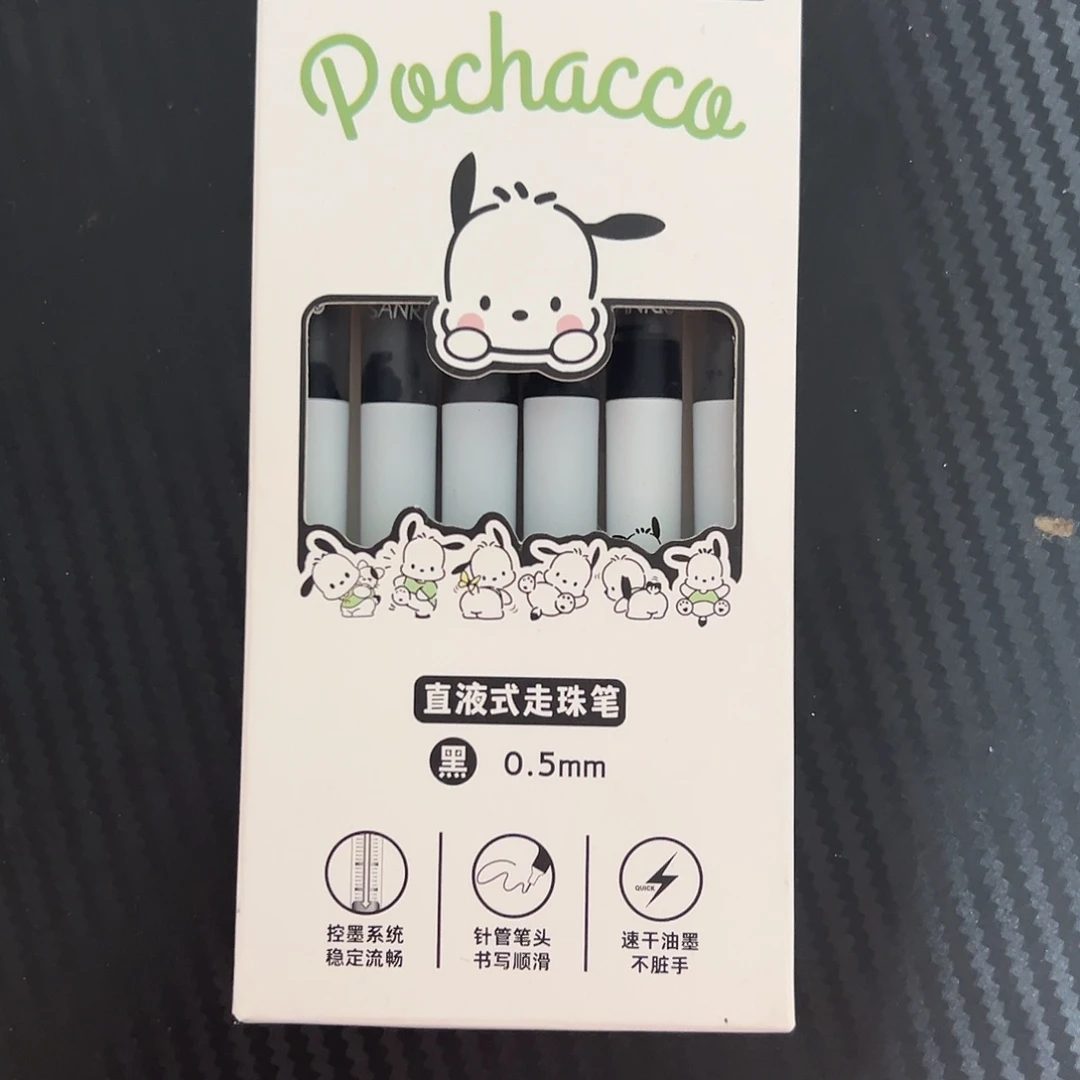 Pochacco
SANR
直液式走珠笔
黑 0.5mm
QUICK
控墨系统
稳定流畅
针管笔头
书写顺滑
速干油墨
不脏手